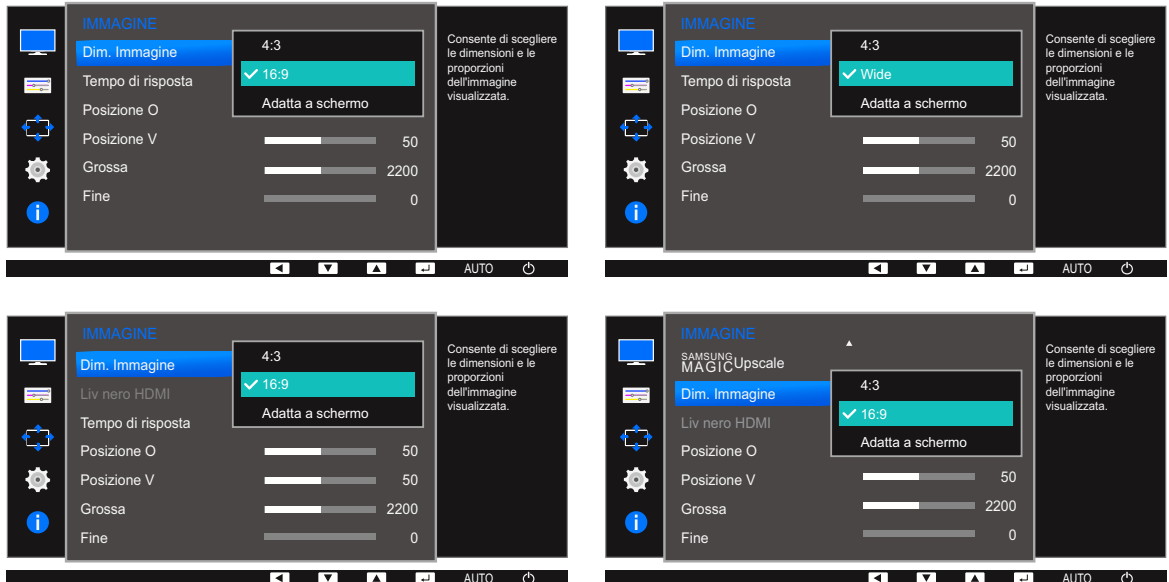 IMMAGINE
Dim. Immagine
Tempo di risposta
Posizione O
Posizione V
Grossa
Fine
4:3
16:9
Adatta a schermo
50
2200
0
Consente di scegliere
le dimensioni e le
proporzioni
dell'immagine
visualizzata.
AUTO
IMMAGINE
Dim. Immagine
Tempo di risposta
Posizione O
Posizione V
Grossa
Fine
4:3
Wide
Adatta a schermo
50
2200
0
Consente di scegliere
le dimensioni e le
proporzioni
dell'immagine
visualizzata.
AUTO
IMMAGINE
Dim. Immagine
Liv nero HDMI
Tempo di risposta
Posizione O
Posizione V
Grossa
Fine
4:3
16:9
Adatta a schermo
50
50
2200
0
Consente di scegliere
le dimensioni e le
proporzioni
dell'immagine
visualizzata.
AUTO
IMMAGINE
SAMSUNG
MAGICUpscale
Dim. Immagine
Liv nero HDMI
Posizione O
Posizione V
Grossa
Fine
4:3
16:9
Adatta a schermo
50
2200
0
Consente di scegliere
le dimensioni e le
proporzioni
dell'immagine
visualizzata.
AUTO